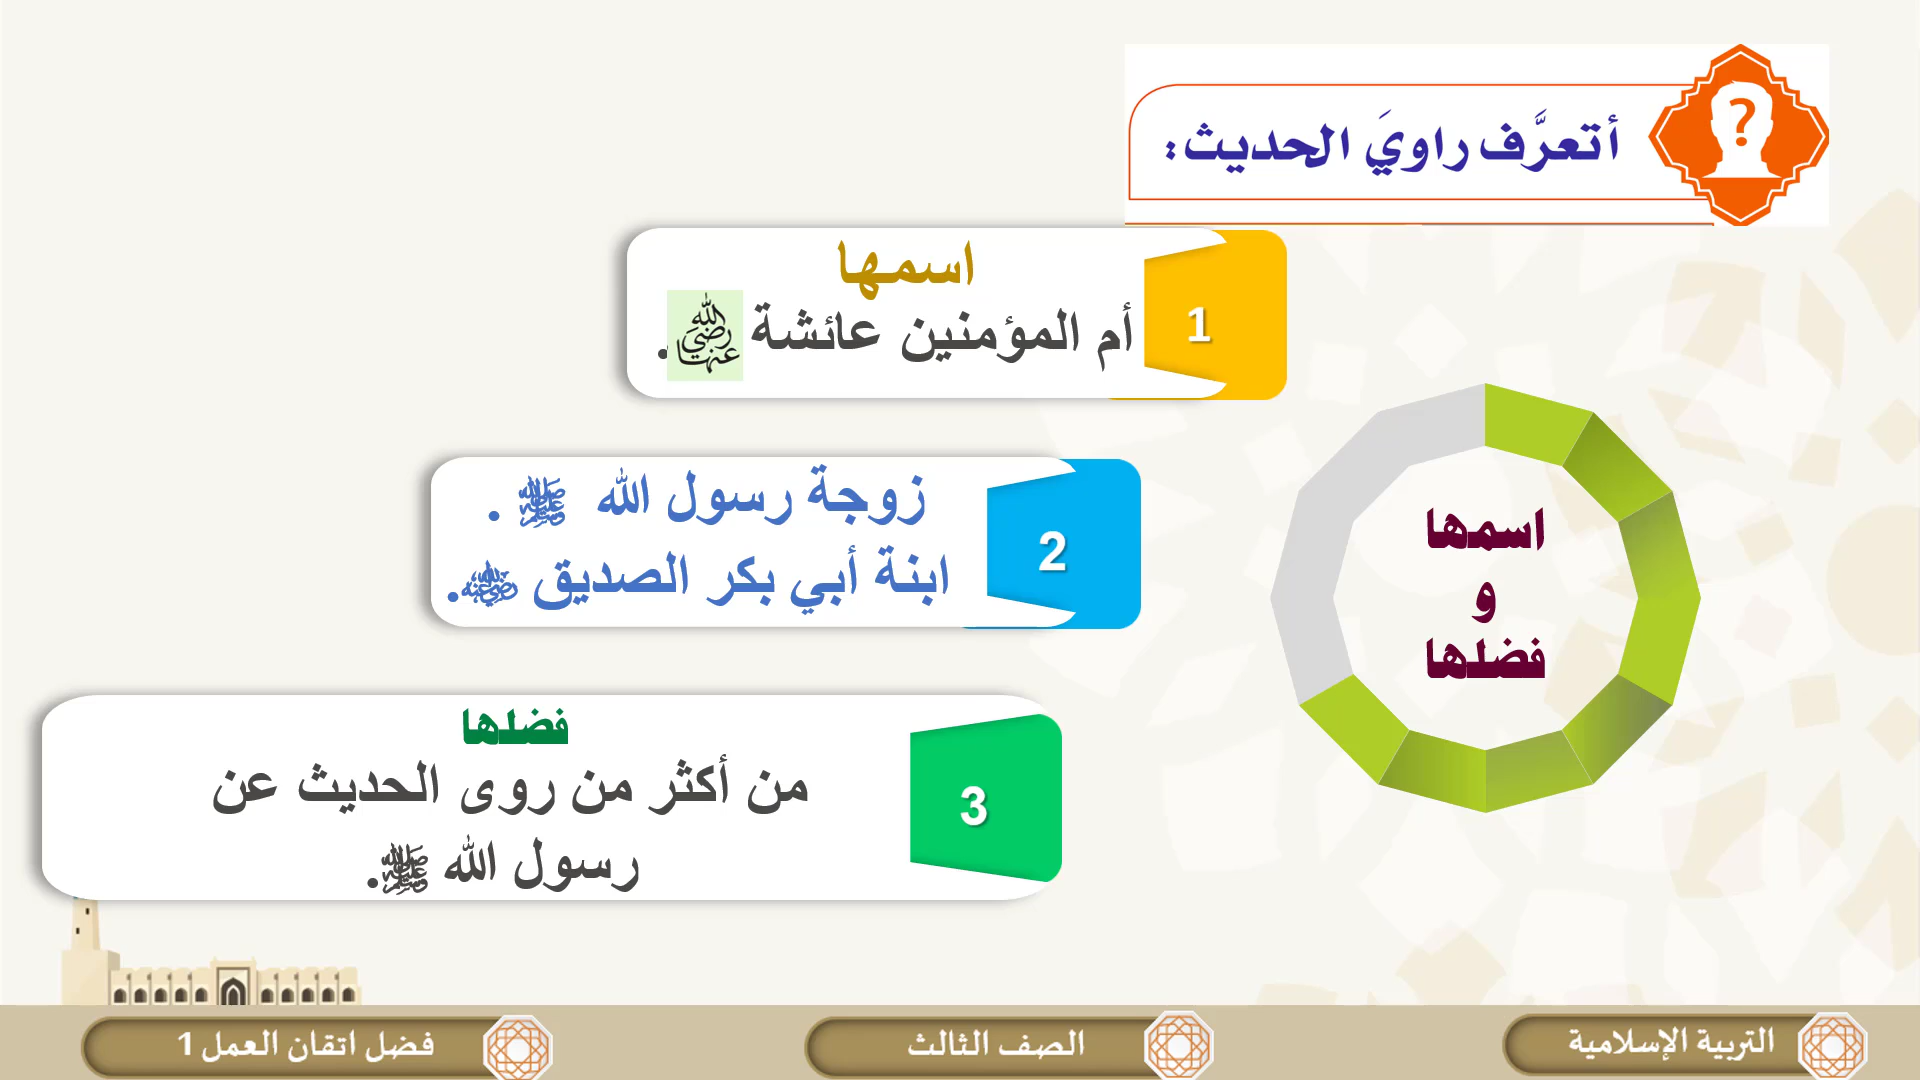 أتعرَّف راويَ الحديث:
اسمها
أم المؤمنين عائشة رضي الله عنها.
1
زوجة رسول الله ﷺ .
ابنة أبي بكر الصديق رضي الله عنه.
2
اسمها
و
فضلها
فضلها
من أكثر من روى الحديث عن
رسول الله ﷺ.
3
التربية الإسلامية
الصف الثالث
فضل اتقان العمل 1